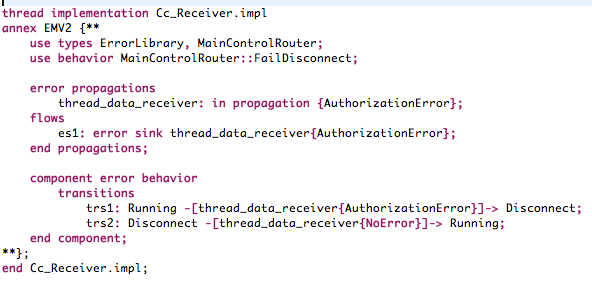 thread implementation Cc_Receiver.impl
annex EMV2 {**
use types ErrorLibrary, MainControlRouter;
use behavior MainControlRouter::FailDisconnect;
error propagations
thread_data_receiver: in propagation {AuthorizationError};
flows
es1: error sink thread_data_receiver{AuthorizationError};
end propagations;
component error behavior
transitions
trs1: Running -[thread_data_receiver{AuthorizationError}]-> Disconnect;
trs2: Disconnect -[thread_data_receiver{NoError}]-> Running;
end component;
**};
end Cc_Receiver.impl;